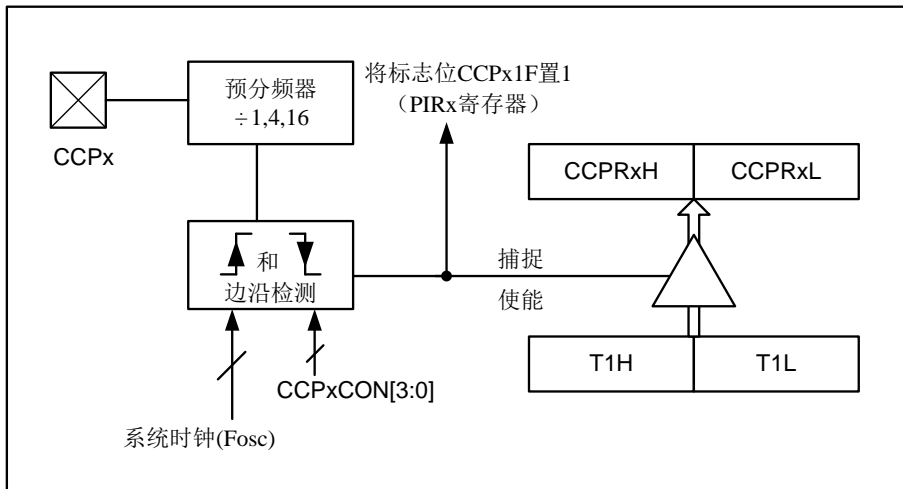 将标志位CCPx1F置1
(PIRx寄存器)
预分频器
÷1,4,16
CCPx
CCPRxH
CCPRxL
和
边沿检测
捕捉
使能
T1H
T1L
CCPxCON[3:0]
系统时钟(Fosc)